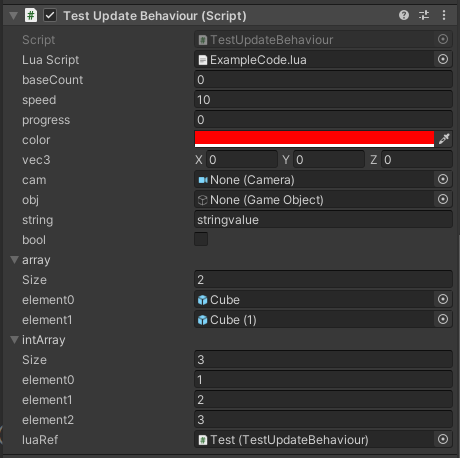 Test Update Behaviour (Script)
Script TestUpdateBehaviour
Lua Script ExampleCode.lua
baseCount 0
speed 10
progress 0
color
vec3 X 0 Y 0 Z 0
cam None (Camera)
obj None (Game Object)
string stringvalue
bool
array
Size 2
element0 Cube
element1 Cube (1)
intArray
Size 3
element0 1
element1 2
element2 3
luaRef Test (TestUpdateBehaviour)